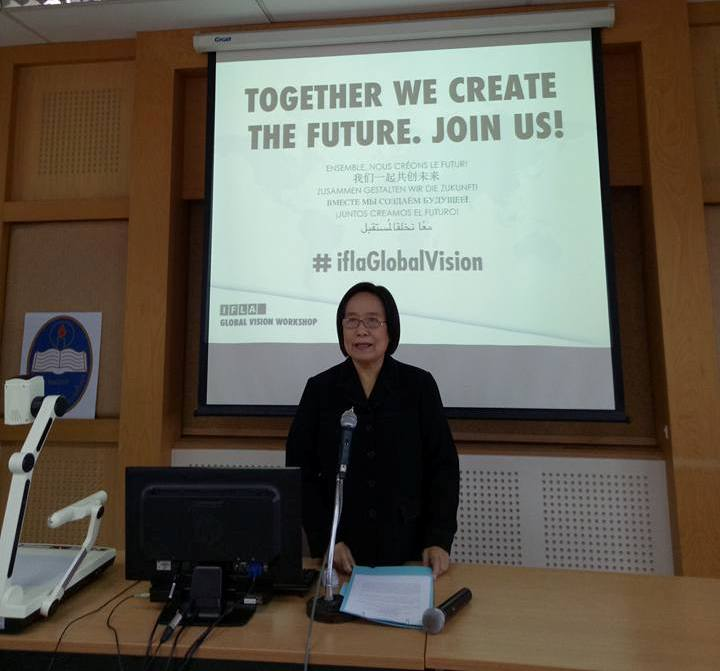 TOGETHER WE CREATE
THE FUTURE. JOIN US!
ENSEMBLE, NOUS CRÉONS LE FUTUR!
我们一起共创未来
ZUSAMMEN GESTALTEN WIR DIE ZUKUNFT!
ВМЕСТЕ МЫ СОЗДАЁМ БУДУЩЕЕ!
¡JUNTOS CREAMOS EL FUTURO!
معًا نخلق المُستقبل
# iflaGlobalVision
IFLA
GLOBAL VISION WORKSHOP